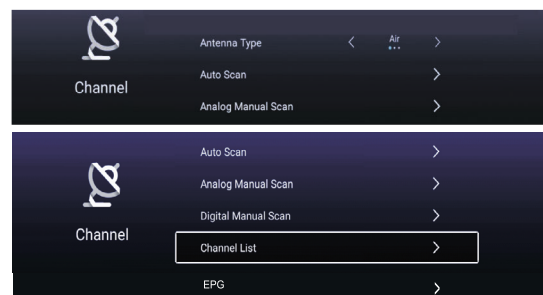 Antenna Type
Air
Auto Scan
Channel
Analog Manual Scan
Auto Scan
Analog Manual Scan
Digital Manual Scan
Channel
Channel List
EPG